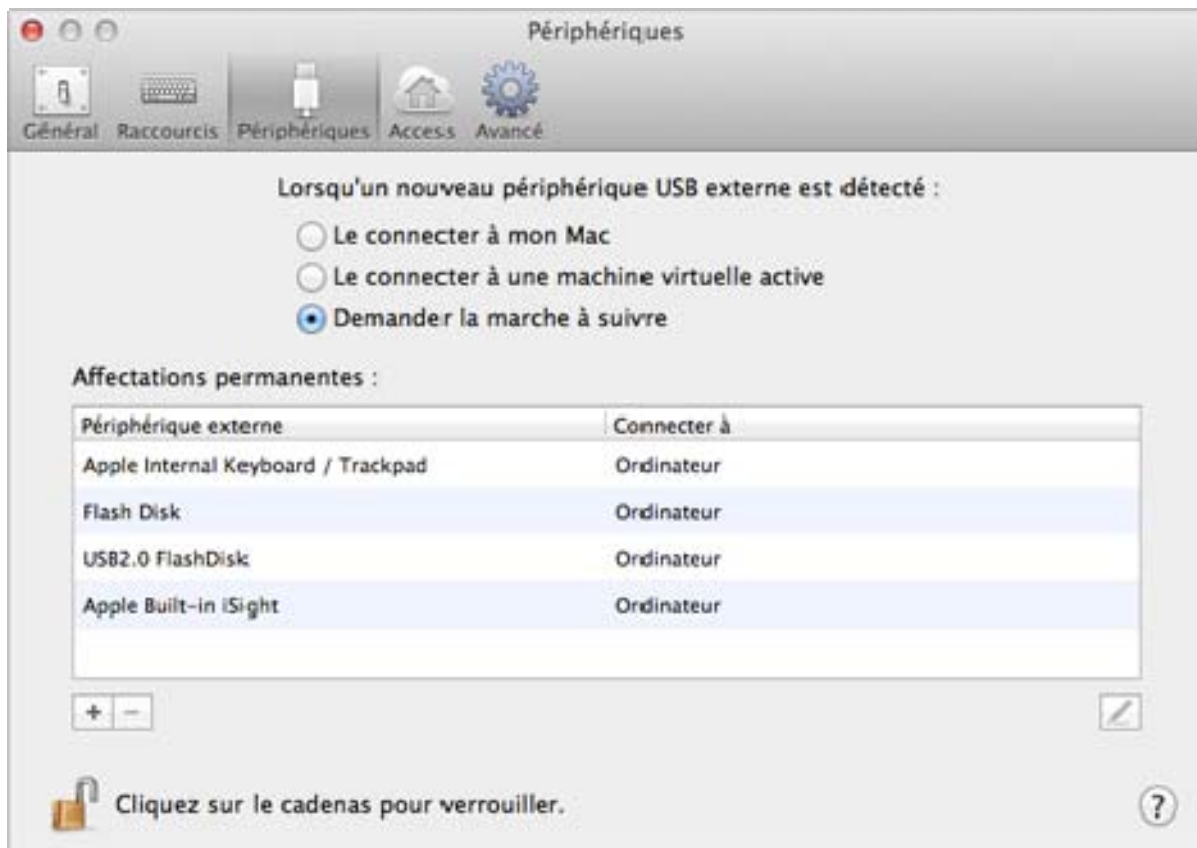 Périphériques
Général Raccourcis Périphériques Access Avancé
Lorsqu'un nouveau périphérique USB externe est détecté :
Le connecter à mon Mac
Le connecter à une machine virtuelle active
Demander la marche à suivre
Affectations permanentes :
Périphérique externe Connecter à
Apple Internal Keyboard / Trackpad Ordinateur
Flash Disk Ordinateur
USB2.0 FlashDisk Ordinateur
Apple Built-in iSight Ordinateur
+ −
Cliquez sur le cadenas pour verrouiller. ?